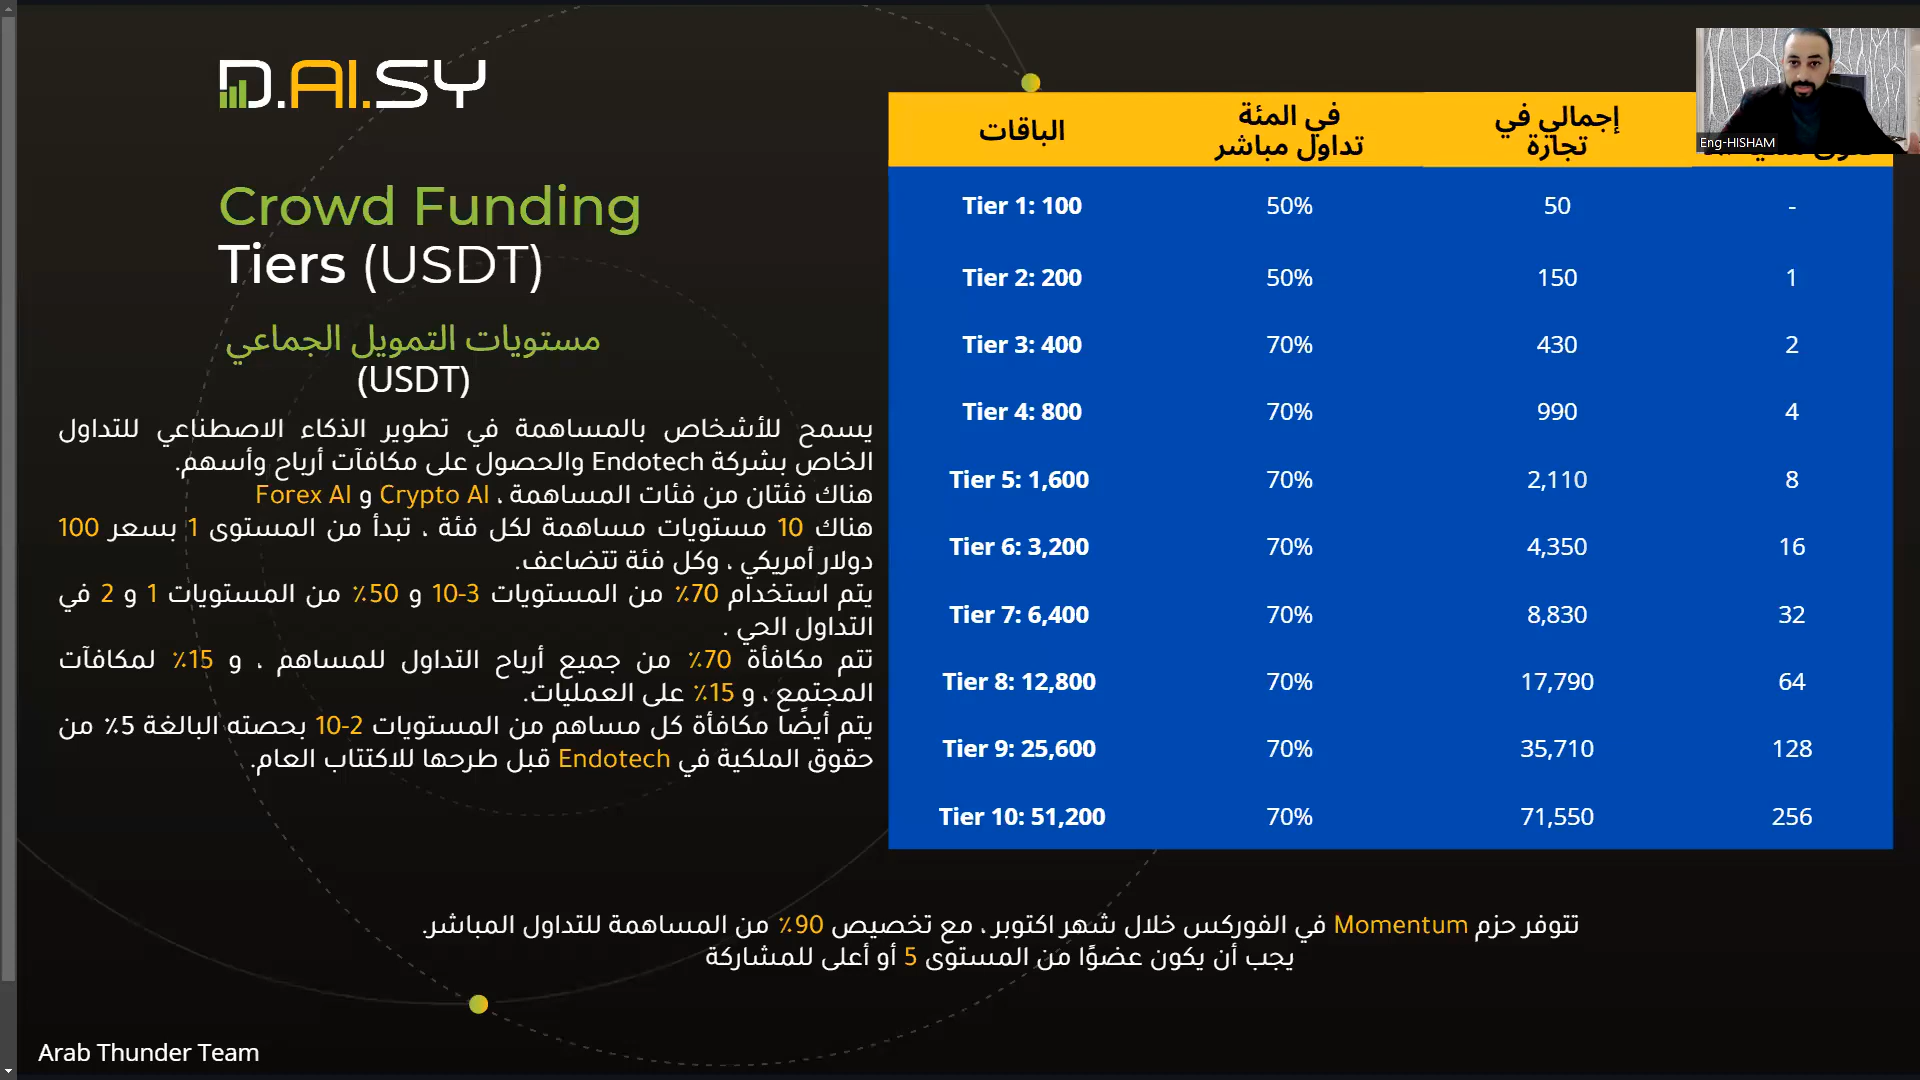 D.AI.SY
Crowd Funding
Tiers (USDT)
مستويات التمويل الجماعي
(USDT)
يسمح للأشخاص بالمساهمة في تطوير الذكاء الاصطناعي للتداول
الخاص بشركة Endotech والحصول على مكافآت أرباح وأسهم.
هناك فئتان من فئات المساهمة ، Crypto AI و Forex AI
هناك 10 مستويات مساهمة لكل فئة ، تبدأ من المستوى 1 بسعر 100
دولار أمريكي ، وكل فئة تتضاعف.
يتم استخدام 70٪ من المستويات 3-10 و 50٪ من المستويات 1 و 2 في
التداول الحي .
تتم مكافأة 70٪ من جميع أرباح التداول للمساهم ، و 15٪ لمكافآت
المجتمع ، و 15٪ على العمليات.
يتم أيضًا مكافأة كل مساهم من المستويات 2-10 بحصته البالغة 5٪ من
حقوق الملكية في Endotech قبل طرحها للاكتتاب العام.
الباقات
في المئة
تداول مباشر
إجمالي في
تجارة
Eng-HISHAM
Tier 1: 100 50% 50 -
Tier 2: 200 50% 150 1
Tier 3: 400 70% 430 2
Tier 4: 800 70% 990 4
Tier 5: 1,600 70% 2,110 8
Tier 6: 3,200 70% 4,350 16
Tier 7: 6,400 70% 8,830 32
Tier 8: 12,800 70% 17,790 64
Tier 9: 25,600 70% 35,710 128
Tier 10: 51,200 70% 71,550 256
تتوفر حزم Momentum في الفوركس خلال شهر اكتوبر ، مع تخصيص 90٪ من المساهمة للتداول المباشر.
يجب أن يكون عضوًا من المستوى 5 أو أعلى للمشاركة
Arab Thunder Team